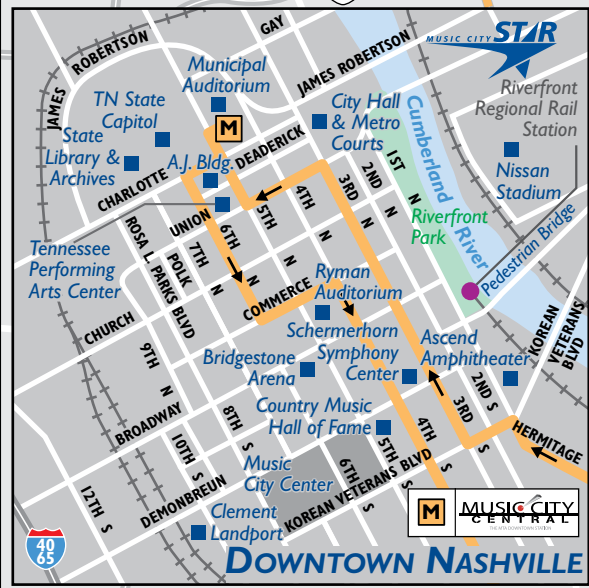 MUSIC CITY STAR
GAY
JAMES ROBERTSON
JAMES ROBERTSON
Municipal
Auditorium
TN State
Capitol
M
City Hall
& Metro
Courts
Riverfront
Regional Rail
Station
State
Library &
Archives
A.J. Bldg.
DEADERICK
CHARLOTTE
Cumberland River
Nissan
Stadium
1ST N
2ND N
3RD N
4TH N
5TH N
6TH N
7TH N
UNION
Riverfront
Park
Pedestrian Bridge
Tennessee
Performing
Arts Center
ROSA L. PARKS BLVD
POLK
COMMERCE
Ryman
Auditorium
CHURCH
Schermerhorn
Symphony
Center
Ascend
Amphitheater
KOREAN
VETERANS
BLVD
9TH N
Bridgestone
Arena
BROADWAY
Country Music
Hall of Fame
2ND S
3RD S
4TH S
5TH S
6TH S
8TH S
10TH S
12TH S
HERMITAGE
Music
City Center
DEMONBREUN
KOREAN VETERANS BLVD
Clement
Landport
M
MUSIC CITY
CENTRAL
THE MTA DOWNTOWN STATION
40
65
DOWNTOWN NASHVILLE